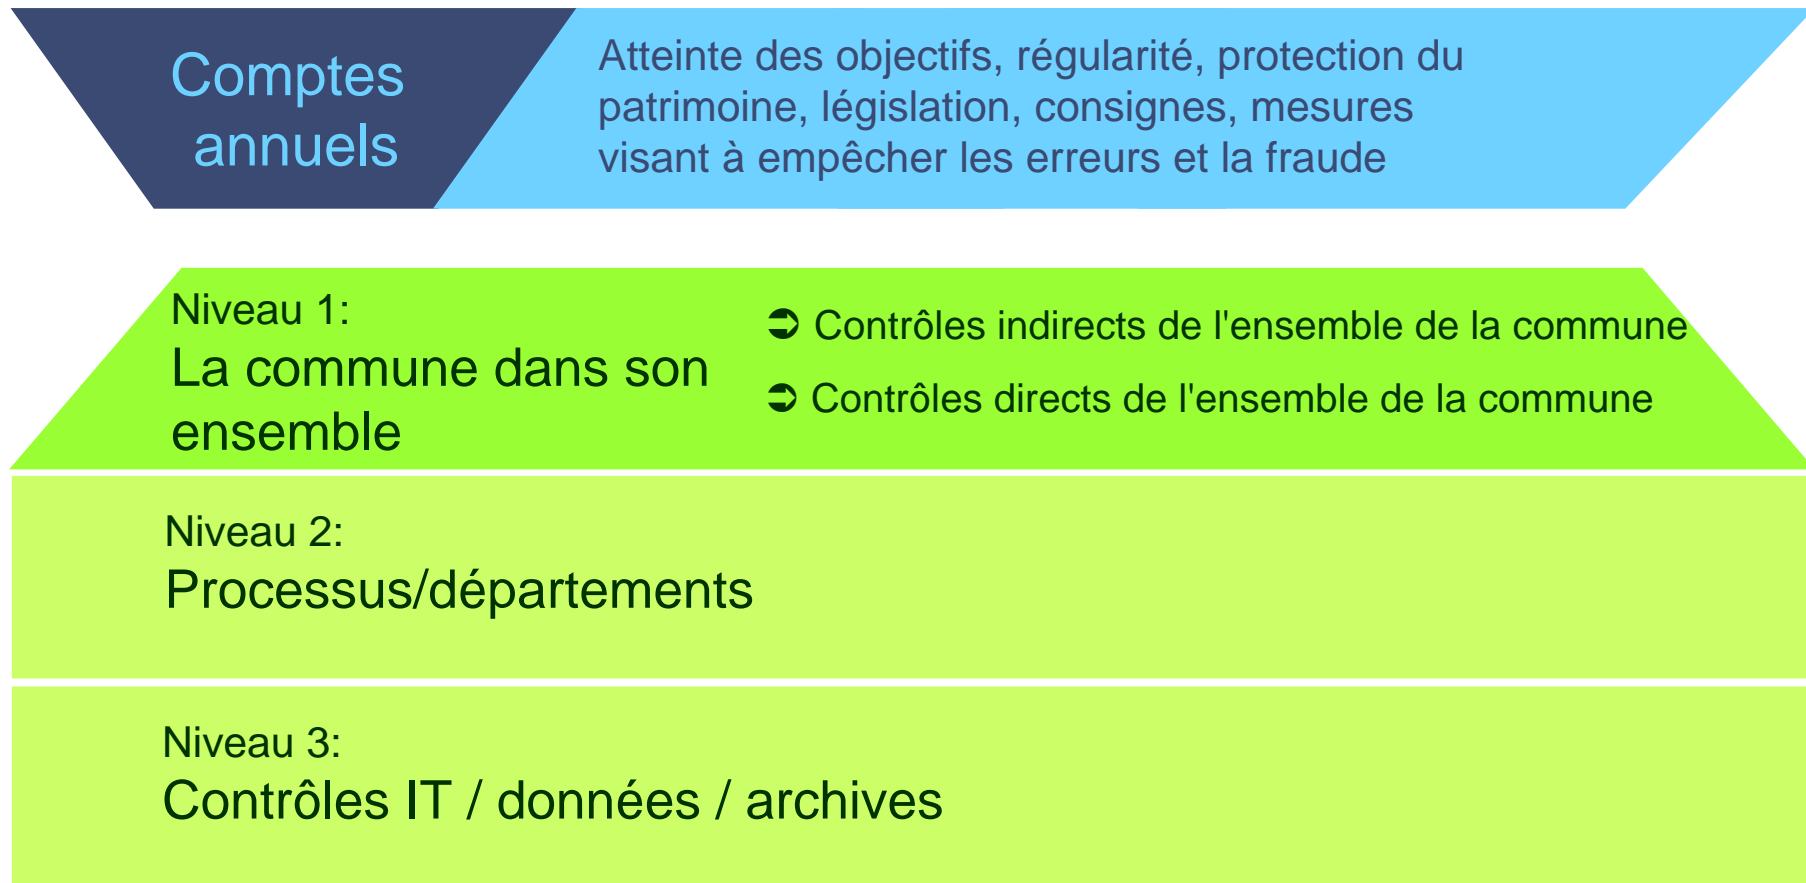 Comptes
annuels
Atteinte des objectifs, régularité, protection du
patrimoine, législation, consignes, mesures
visant à empêcher les erreurs et la fraude
Niveau 1:
La commune dans son
ensemble
➲ Contrôles indirects de l'ensemble de la commune
➲ Contrôles directs de l'ensemble de la commune
Niveau 2:
Processus/départements
Niveau 3:
Contrôles IT / données / archives